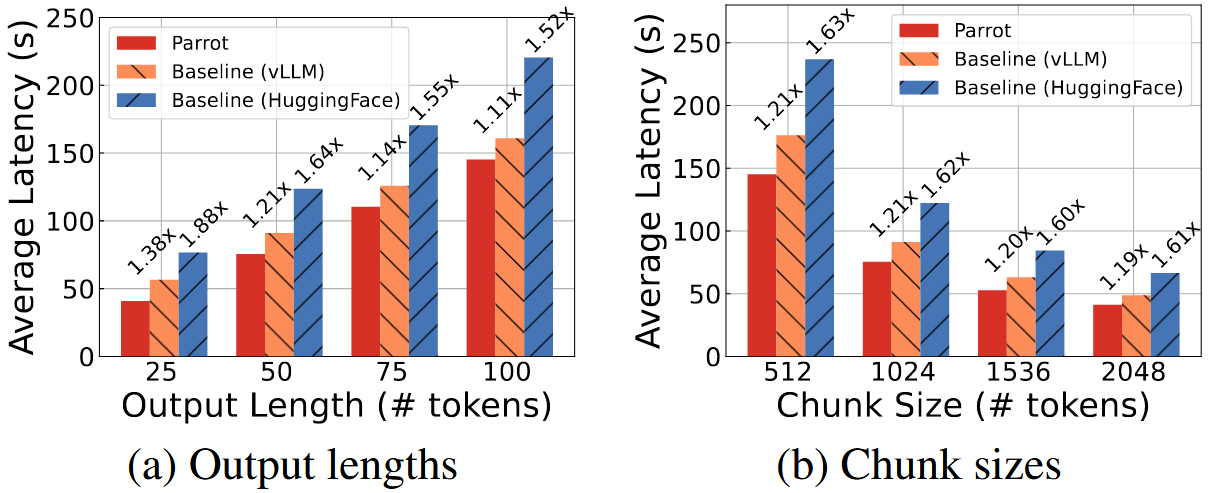 250
200
150
100
50
0
Average Latency (s)
Parrot
Baseline (vLLM)
Baseline (HuggingFace)
1.38x
1.88x
1.21x
1.64x
1.14x
1.55x
1.11x
1.52x
25 50 75 100
Output Length (# tokens)
(a) Output lengths
250
200
150
100
50
0
Average Latency (s)
Parrot
Baseline (vLLM)
Baseline (HuggingFace)
1.21x
1.63x
1.21x
1.62x
1.20x
1.60x
1.19x
1.61x
512 1024 1536 2048
Chunk Size (# tokens)
(b) Chunk sizes